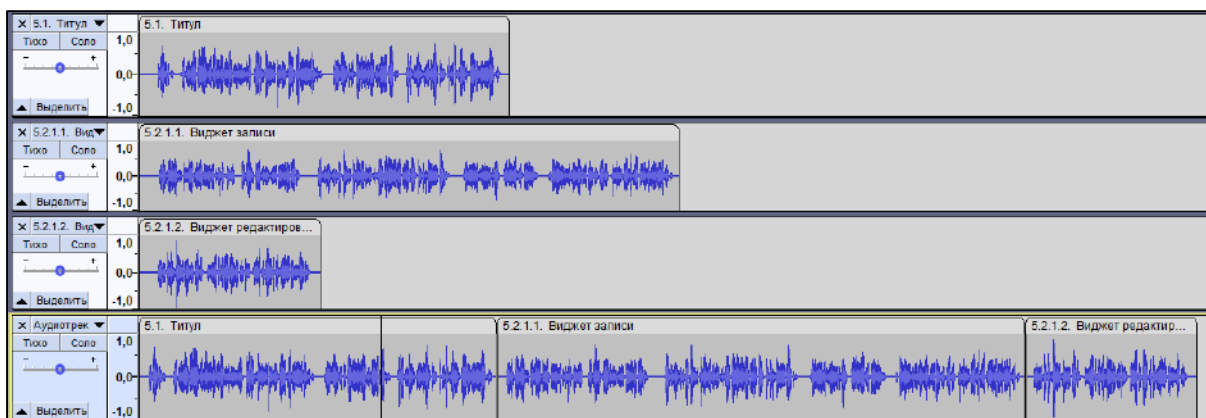 5.1. Титул
5.1. Титул
Тихо Соло
1,0
- +
0,0
Выделить
-1,0
5.2.1.1. Вид
5.2.1.1. Виджет записи
Тихо Соло
1,0
- +
0,0
Выделить
-1,0
5.2.1.2. Вид
5.2.1.2. Виджет редактиров...
Тихо Соло
1,0
- +
0,0
Выделить
-1,0
Аудиотрек
5.1. Титул
5.2.1.1. Виджет записи
5.2.1.2. Виджет редактир...
Тихо Соло
1,0
- +
0,0
Выделить
-1,0